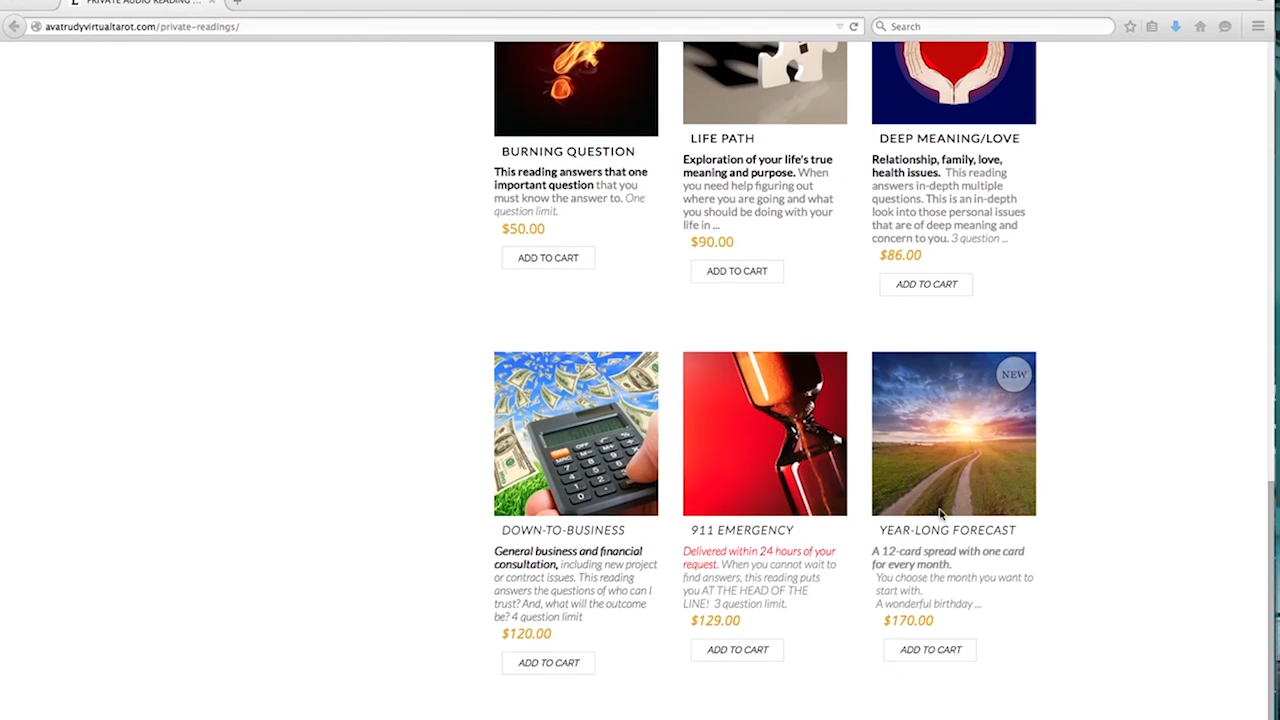 PRIVATE AUDIO READING ...
avatrudyvirtualtarot.com/private-readings/
Search
BURNING QUESTION
This reading answers that one
important question that you
must know the answer to. One
question limit.
$50.00
ADD TO CART
LIFE PATH
Exploration of your life's true
meaning and purpose. When
you need help figuring out
where you are going and what
you should be doing with your
life in ...
$90.00
ADD TO CART
DEEP MEANING/LOVE
Relationship, family, love,
health issues. This reading
answers in-depth multiple
questions. This is an in-depth
look into those personal issues
that are of deep meaning and
concern to you. 3 question ...
$86.00
ADD TO CART
DOWN-TO-BUSINESS
General business and financial
consultation, including new project
or contract issues. This reading
answers the questions of who can I
trust? And, what will the outcome
be? 4 question limit
$120.00
ADD TO CART
911 EMERGENCY
Delivered within 24 hours of your
request. When you cannot wait to
find answers, this reading puts
you AT THE HEAD OF THE
LINE! 3 question limit.
$129.00
ADD TO CART
NEW
YEAR-LONG FORECAST
A 12-card spread with one card
for every month.
You choose the month you want to
start with.
A wonderful birthday ...
$170.00
ADD TO CART